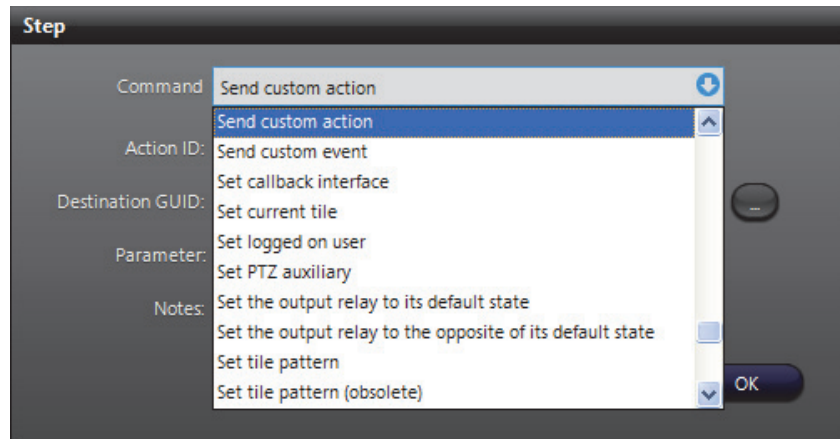 Step
Command
Send custom action
Send custom action
Action ID:
Send custom event
Set callback interface
Destination GUID:
Set current tile
...
Set logged on user
Parameter:
Set PTZ auxiliary
Notes:
Set the output relay to its default state
Set the output relay to the opposite of its default state
Set tile pattern
Set tile pattern (obsolete)
OK